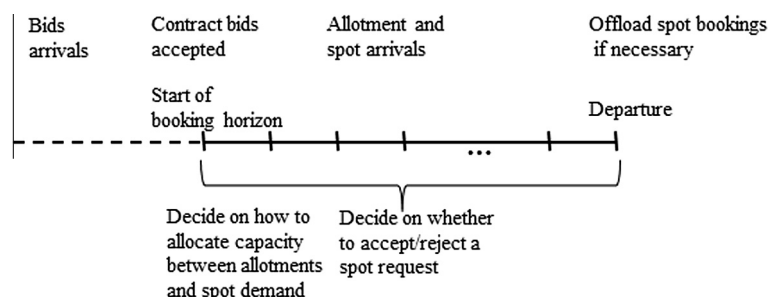 Bids
arrivals
Contract bids
accepted
Allotment and
spot arrivals
Offload spot bookings
if necessary
Start of
booking horizon
Departure
...
Decide on how to
allocate capacity
between allotments
and spot demand
Decide on whether
to accept/reject a
spot request